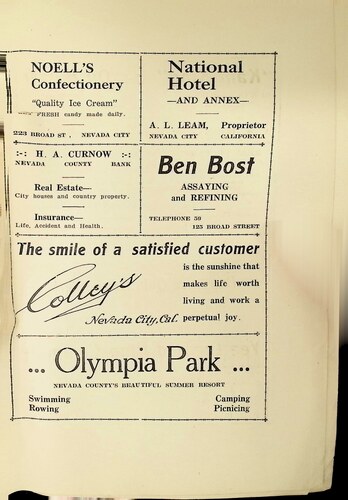 NOELL'S
Confectionery
"Quality Ice Cream"
FRESH candy made daily.
223 BROAD ST, NEVADA CITY
National
Hotel
—AND ANNEX—
A. L. LEAM, Proprietor
NEVADA CITY CALIFORNIA
:-: H. A. CURNOW :-:
NEVADA COUNTY BANK
Real Estate—
City houses and country property.
Insurance—
Life, Accident and Health.
Ben Bost
ASSAYING
and REFINING
TELEPHONE 59
125 BROAD STREET
The smile of a satisfied customer
is the sunshine that
makes life worth
living and work a
perpetual joy.
Colley's
Nevada City, Cal.
... Olympia Park ...
NEVADA COUNTY'S BEAUTIFUL SUMMER RESORT
Swimming Camping
Rowing Picnicing